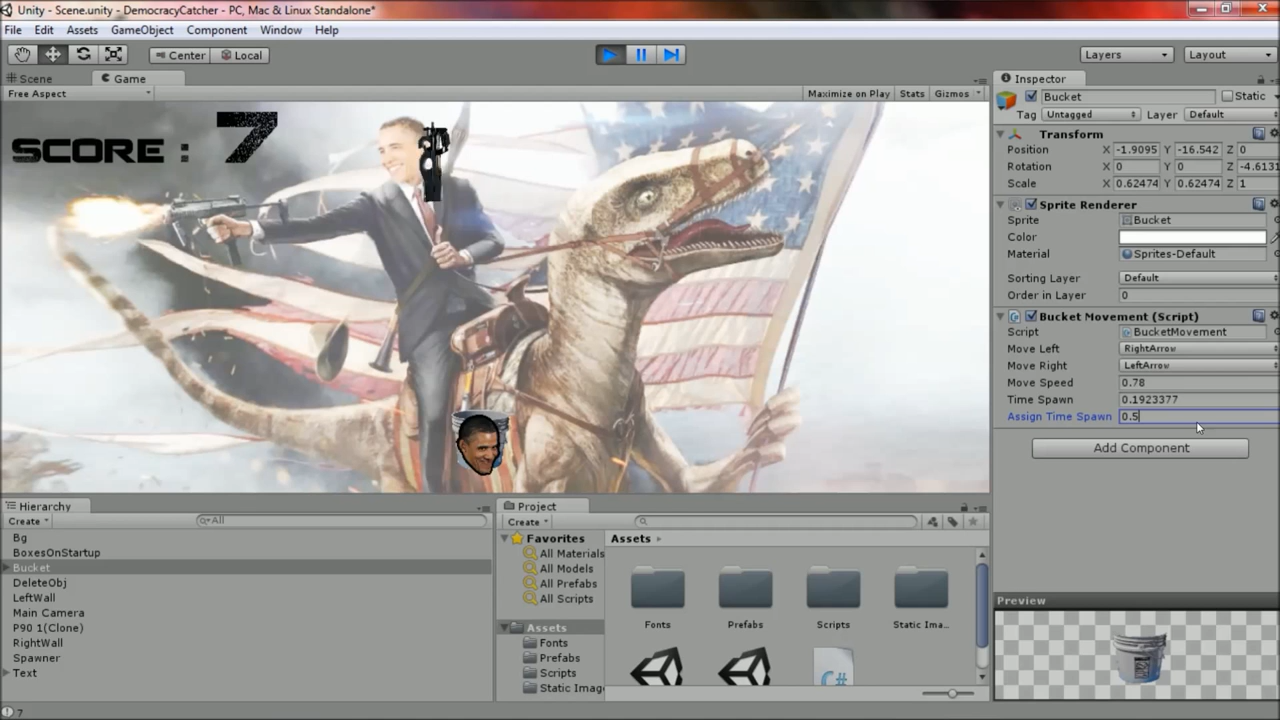 Unity - Scene.unity - DemocracyCatcher - PC, Mac & Linux Standalone*
File Edit Assets GameObject Component Window Help
Center Local Layers Layout
Scene Game
Free Aspect Maximize on Play Stats Gizmos
SCORE : 7
Inspector
Bucket Static
Tag Untagged Layer Default
Transform
Position X -1.9095 Y -16.542 Z 0
Rotation X 0 Y 0 Z -4.6131
Scale X 0.62474 Y 0.62474 Z 1
Sprite Renderer
Sprite Bucket
Color
Material Sprites-Default
Sorting Layer Default
Order in Layer 0
Bucket Movement (Script)
Script BucketMovement
Move Left RightArrow
Move Right LeftArrow
Move Speed 0.78
Time Spawn 0.1923377
Assign Time Spawn 0.5
Add Component
Hierarchy
Create All
Bg
BoxesOnStartup
Bucket
DeleteObj
LeftWall
Main Camera
P90 1(Clone)
RightWall
Spawner
Text
Project
Create
Favorites
All Materials
All Models
All Prefabs
All Scripts
Assets
Fonts
Prefabs
Scripts
Static Imag
Assets
Fonts Prefabs Scripts Static Ima...
C#
Preview
7